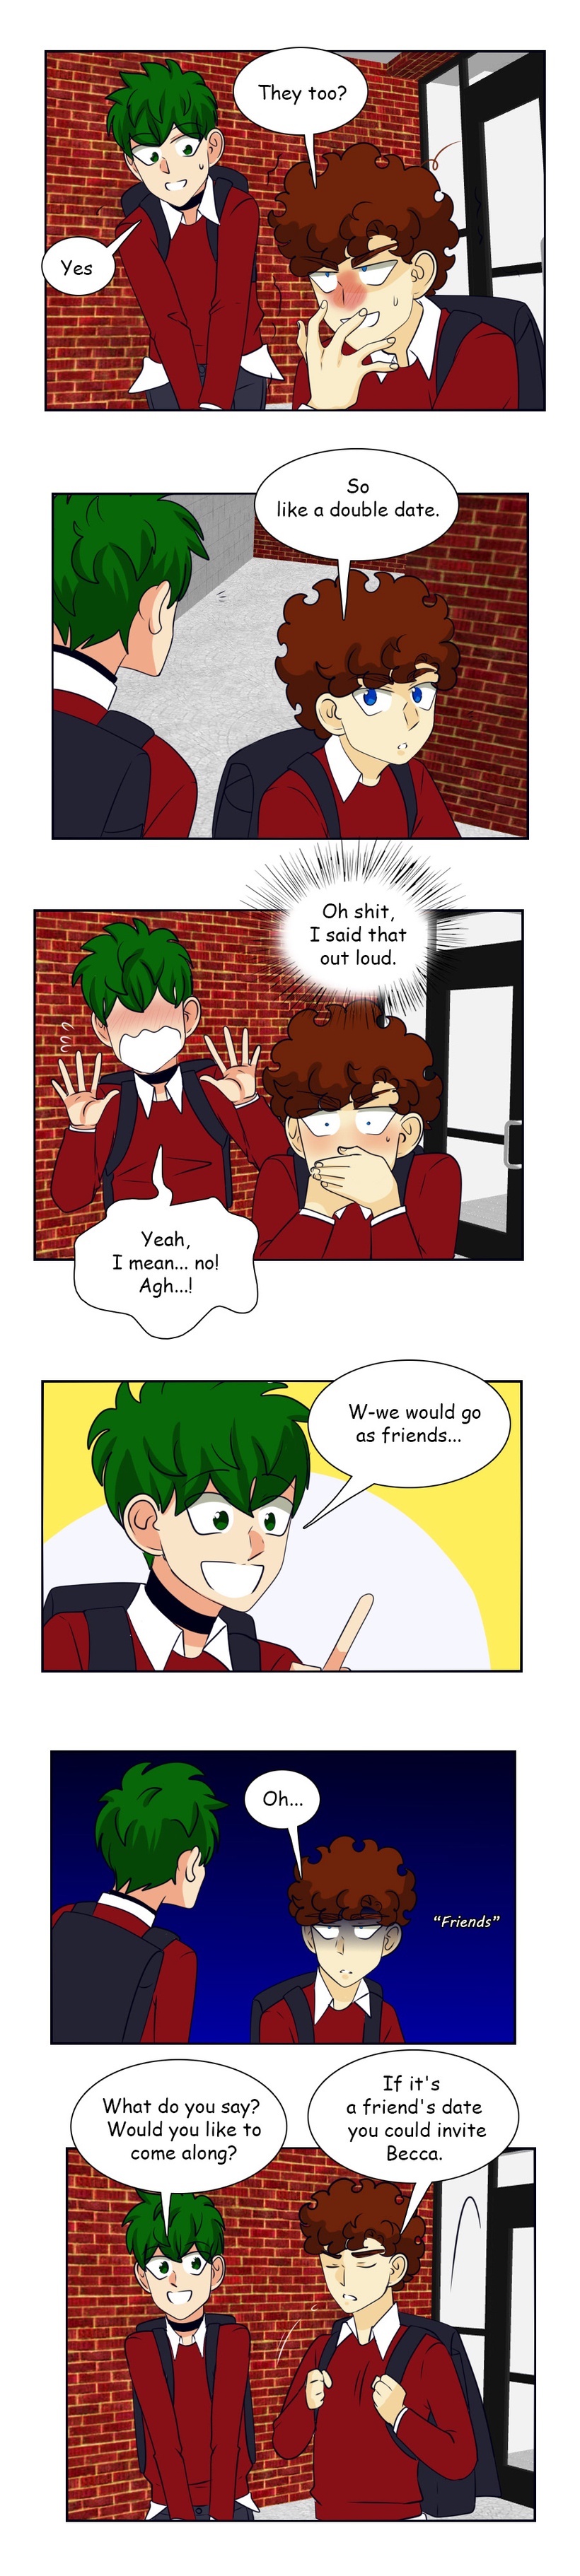 They too?
Yes
So
like a double date.
Oh shit,
I said that
out loud.
Yeah,
I mean... no!
Agh...!
W-we would go
as friends...
Oh...
“Friends”
What do you say?
Would you like to
come along?
If it's
a friend's date
you could invite
Becca.